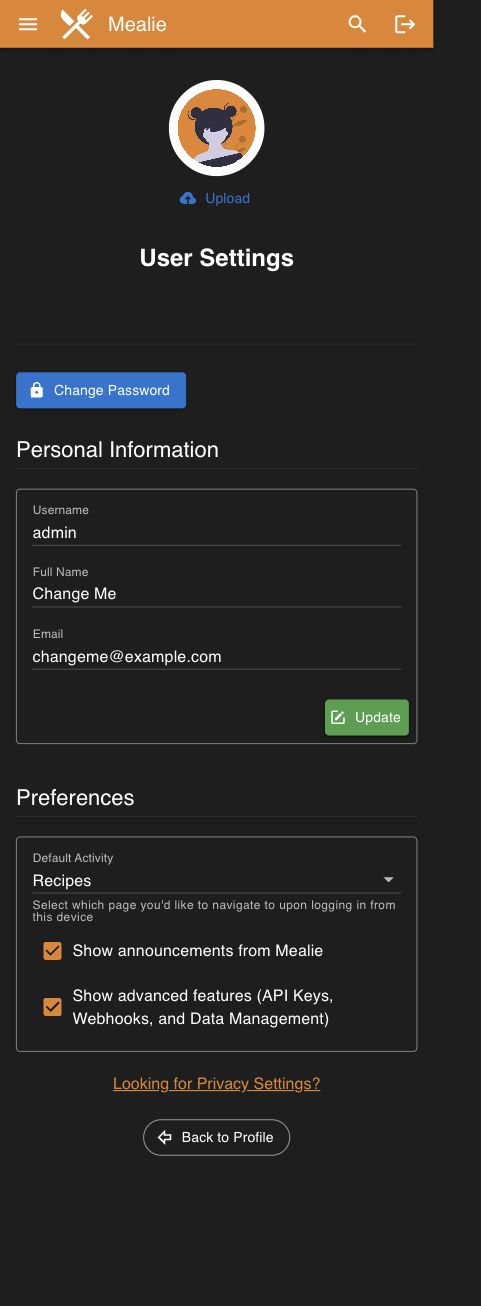 Mealie
Upload
User Settings
Change Password
Personal Information
Username
admin
Full Name
Change Me
Email
changeme@example.com
Update
Preferences
Default Activity
Recipes
Select which page you'd like to navigate to upon logging in from
this device
Show announcements from Mealie
Show advanced features (API Keys,
Webhooks, and Data Management)
Looking for Privacy Settings?
Back to Profile